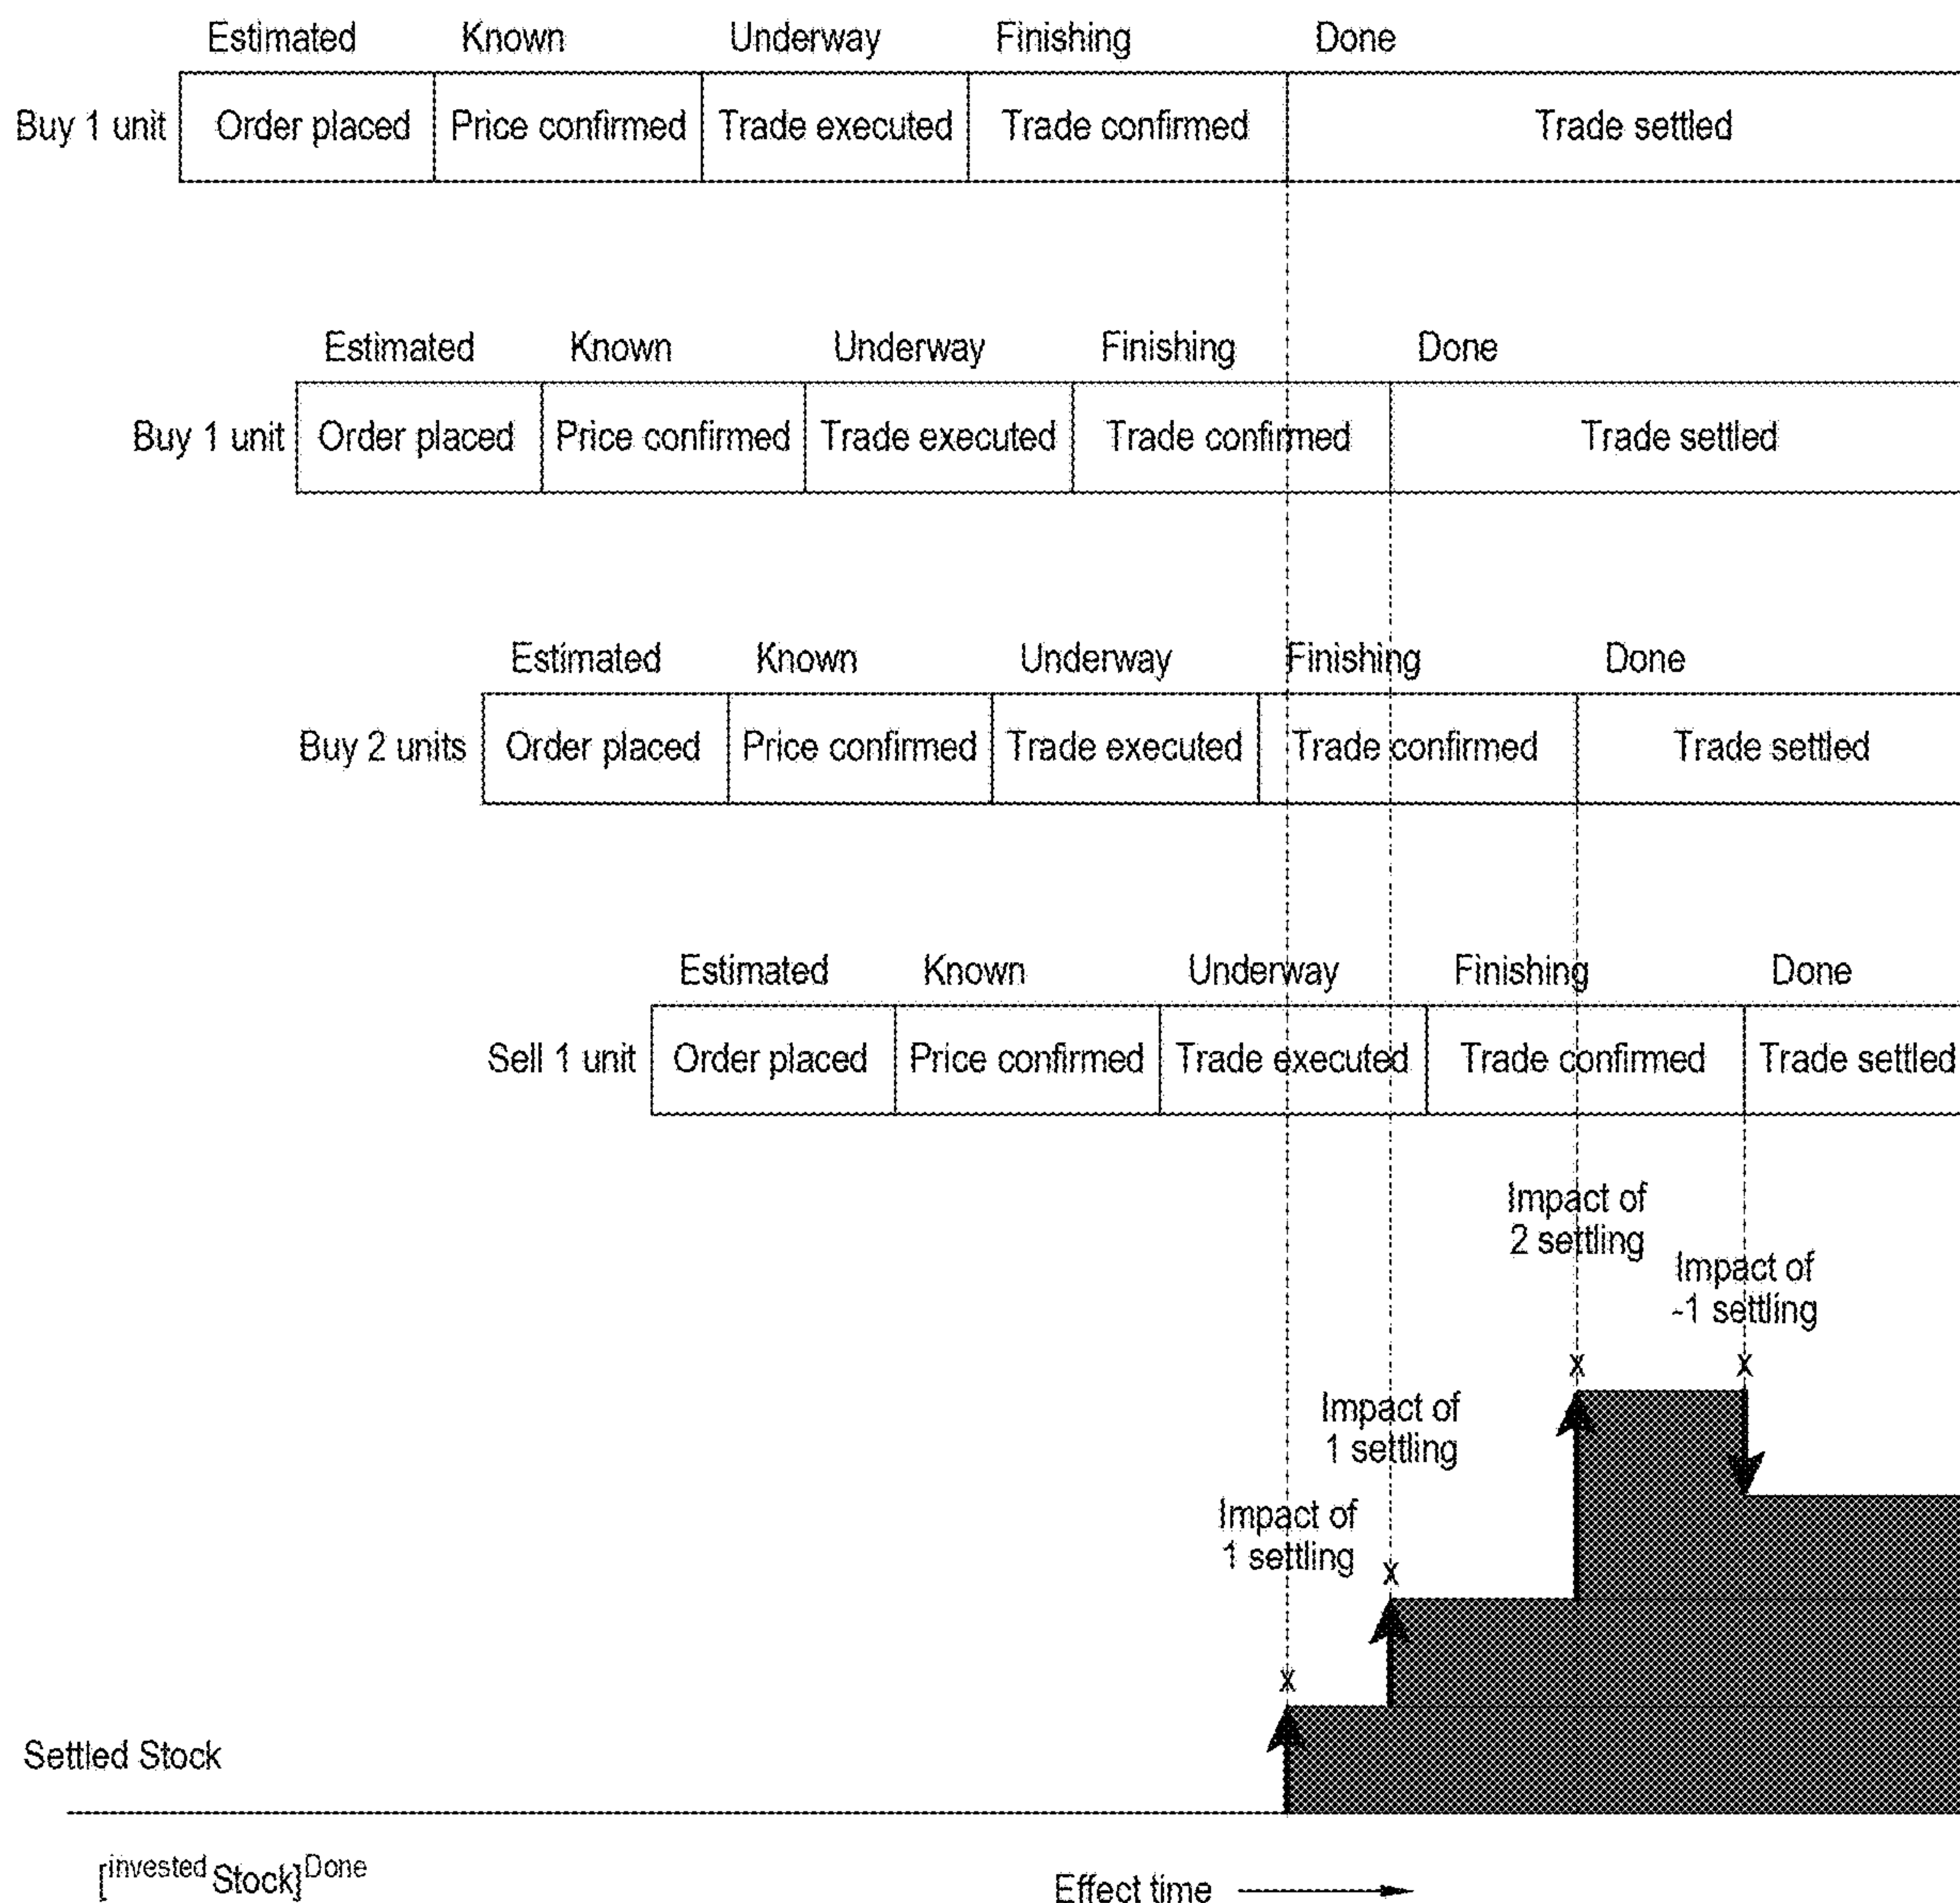 Estimated Known Underway Finishing Done
Buy 1 unit Order placed Price confirmed Trade executed Trade confirmed Trade settled
Estimated Known Underway Finishing Done
Buy 1 unit Order placed Price confirmed Trade executed Trade confirmed Trade settled
Estimated Known Underway Finishing Done
Buy 2 units Order placed Price confirmed Trade executed Trade confirmed Trade settled
Estimated Known Underway Finishing Done
Sell 1 unit Order placed Price confirmed Trade executed Trade confirmed Trade settled
Impact of
2 settling
Impact of
-1 settling
X X
Impact of
1 settling
Impact of
1 settling
X
X
Settled Stock
[invested Stock]Done
Effect time